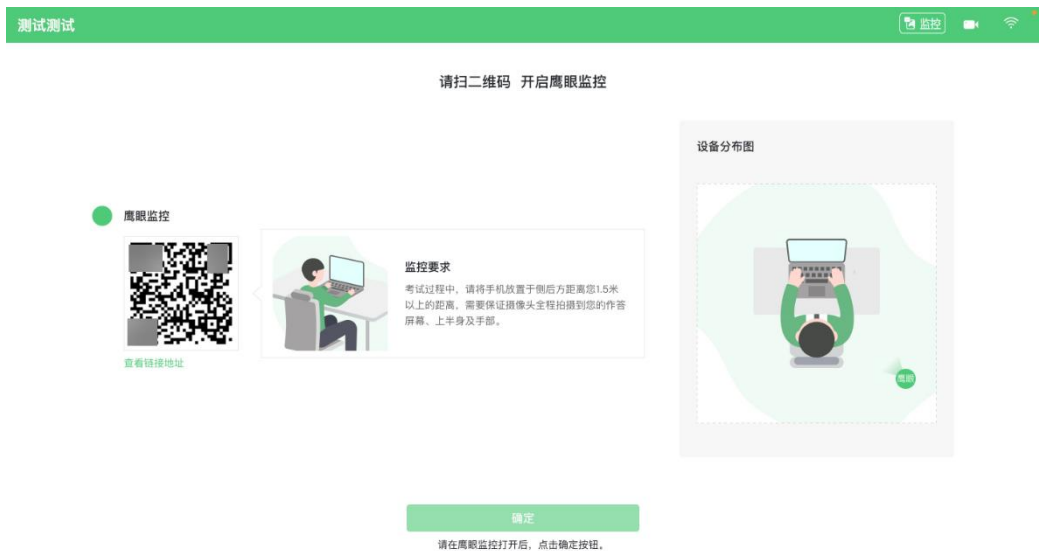 测试测试
监控
请扫二维码 开启鹰眼监控
设备分布图
鹰眼监控
监控要求
考试过程中，请将手机放置于侧后方距离您1.5米
以上的距离，需要保证摄像头全程拍摄到您的作答
屏幕、上半身及手部。
查看链接地址
鹰眼
确定
请在鹰眼监控打开后，点击确定按钮。